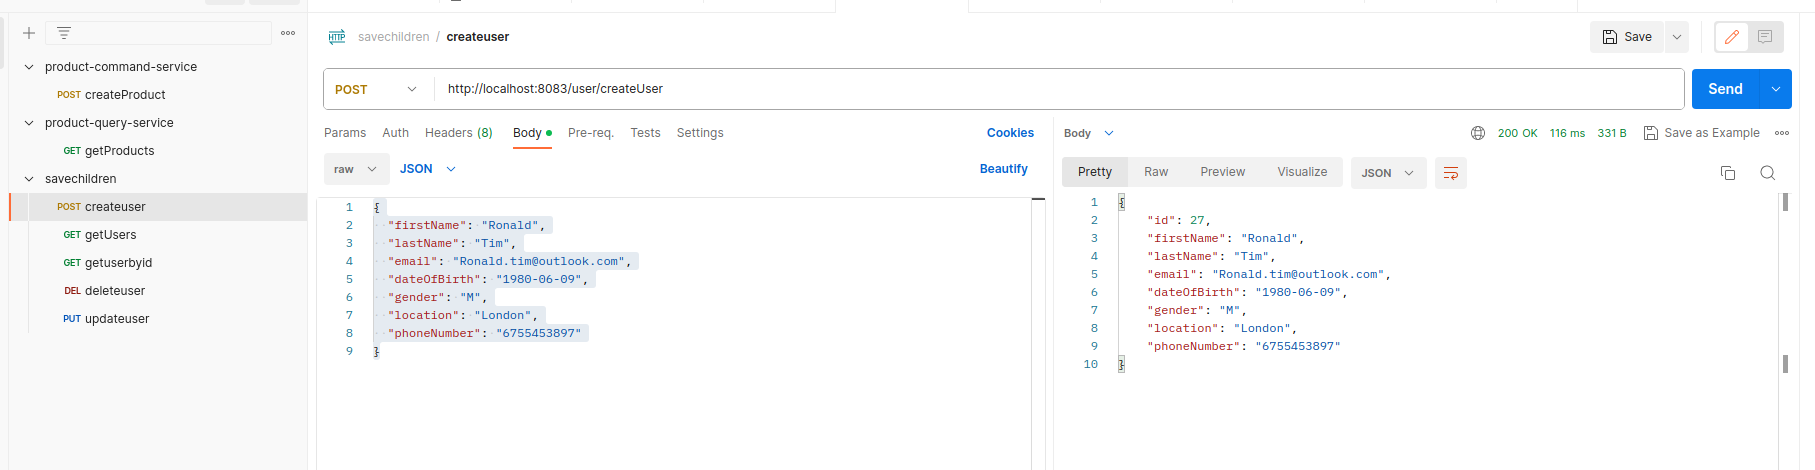 product-command-service
POST createProduct
product-query-service
GET getProducts
savechildren
POST createuser
GET getUsers
GET getuserbyid
DEL deleteuser
PUT updateuser
HTTP savechildren / createuser
Save
POST http://localhost:8083/user/createUser
Send
Params Auth Headers (8) Body Pre-req. Tests Settings Cookies
raw JSON Beautify
1 {
2 "firstName": "Ronald",
3 "lastName": "Tim",
4 "email": "Ronald.tim@outlook.com",
5 "dateOfBirth": "1980-06-09",
6 "gender": "M",
7 "location": "London",
8 "phoneNumber": "6755453897"
9 }
Body 200 OK 116 ms 331 B Save as Example
Pretty Raw Preview Visualize JSON
1 {
2 "id": 27,
3 "firstName": "Ronald",
4 "lastName": "Tim",
5 "email": "Ronald.tim@outlook.com",
6 "dateOfBirth": "1980-06-09",
7 "gender": "M",
8 "location": "London",
9 "phoneNumber": "6755453897"
10 }